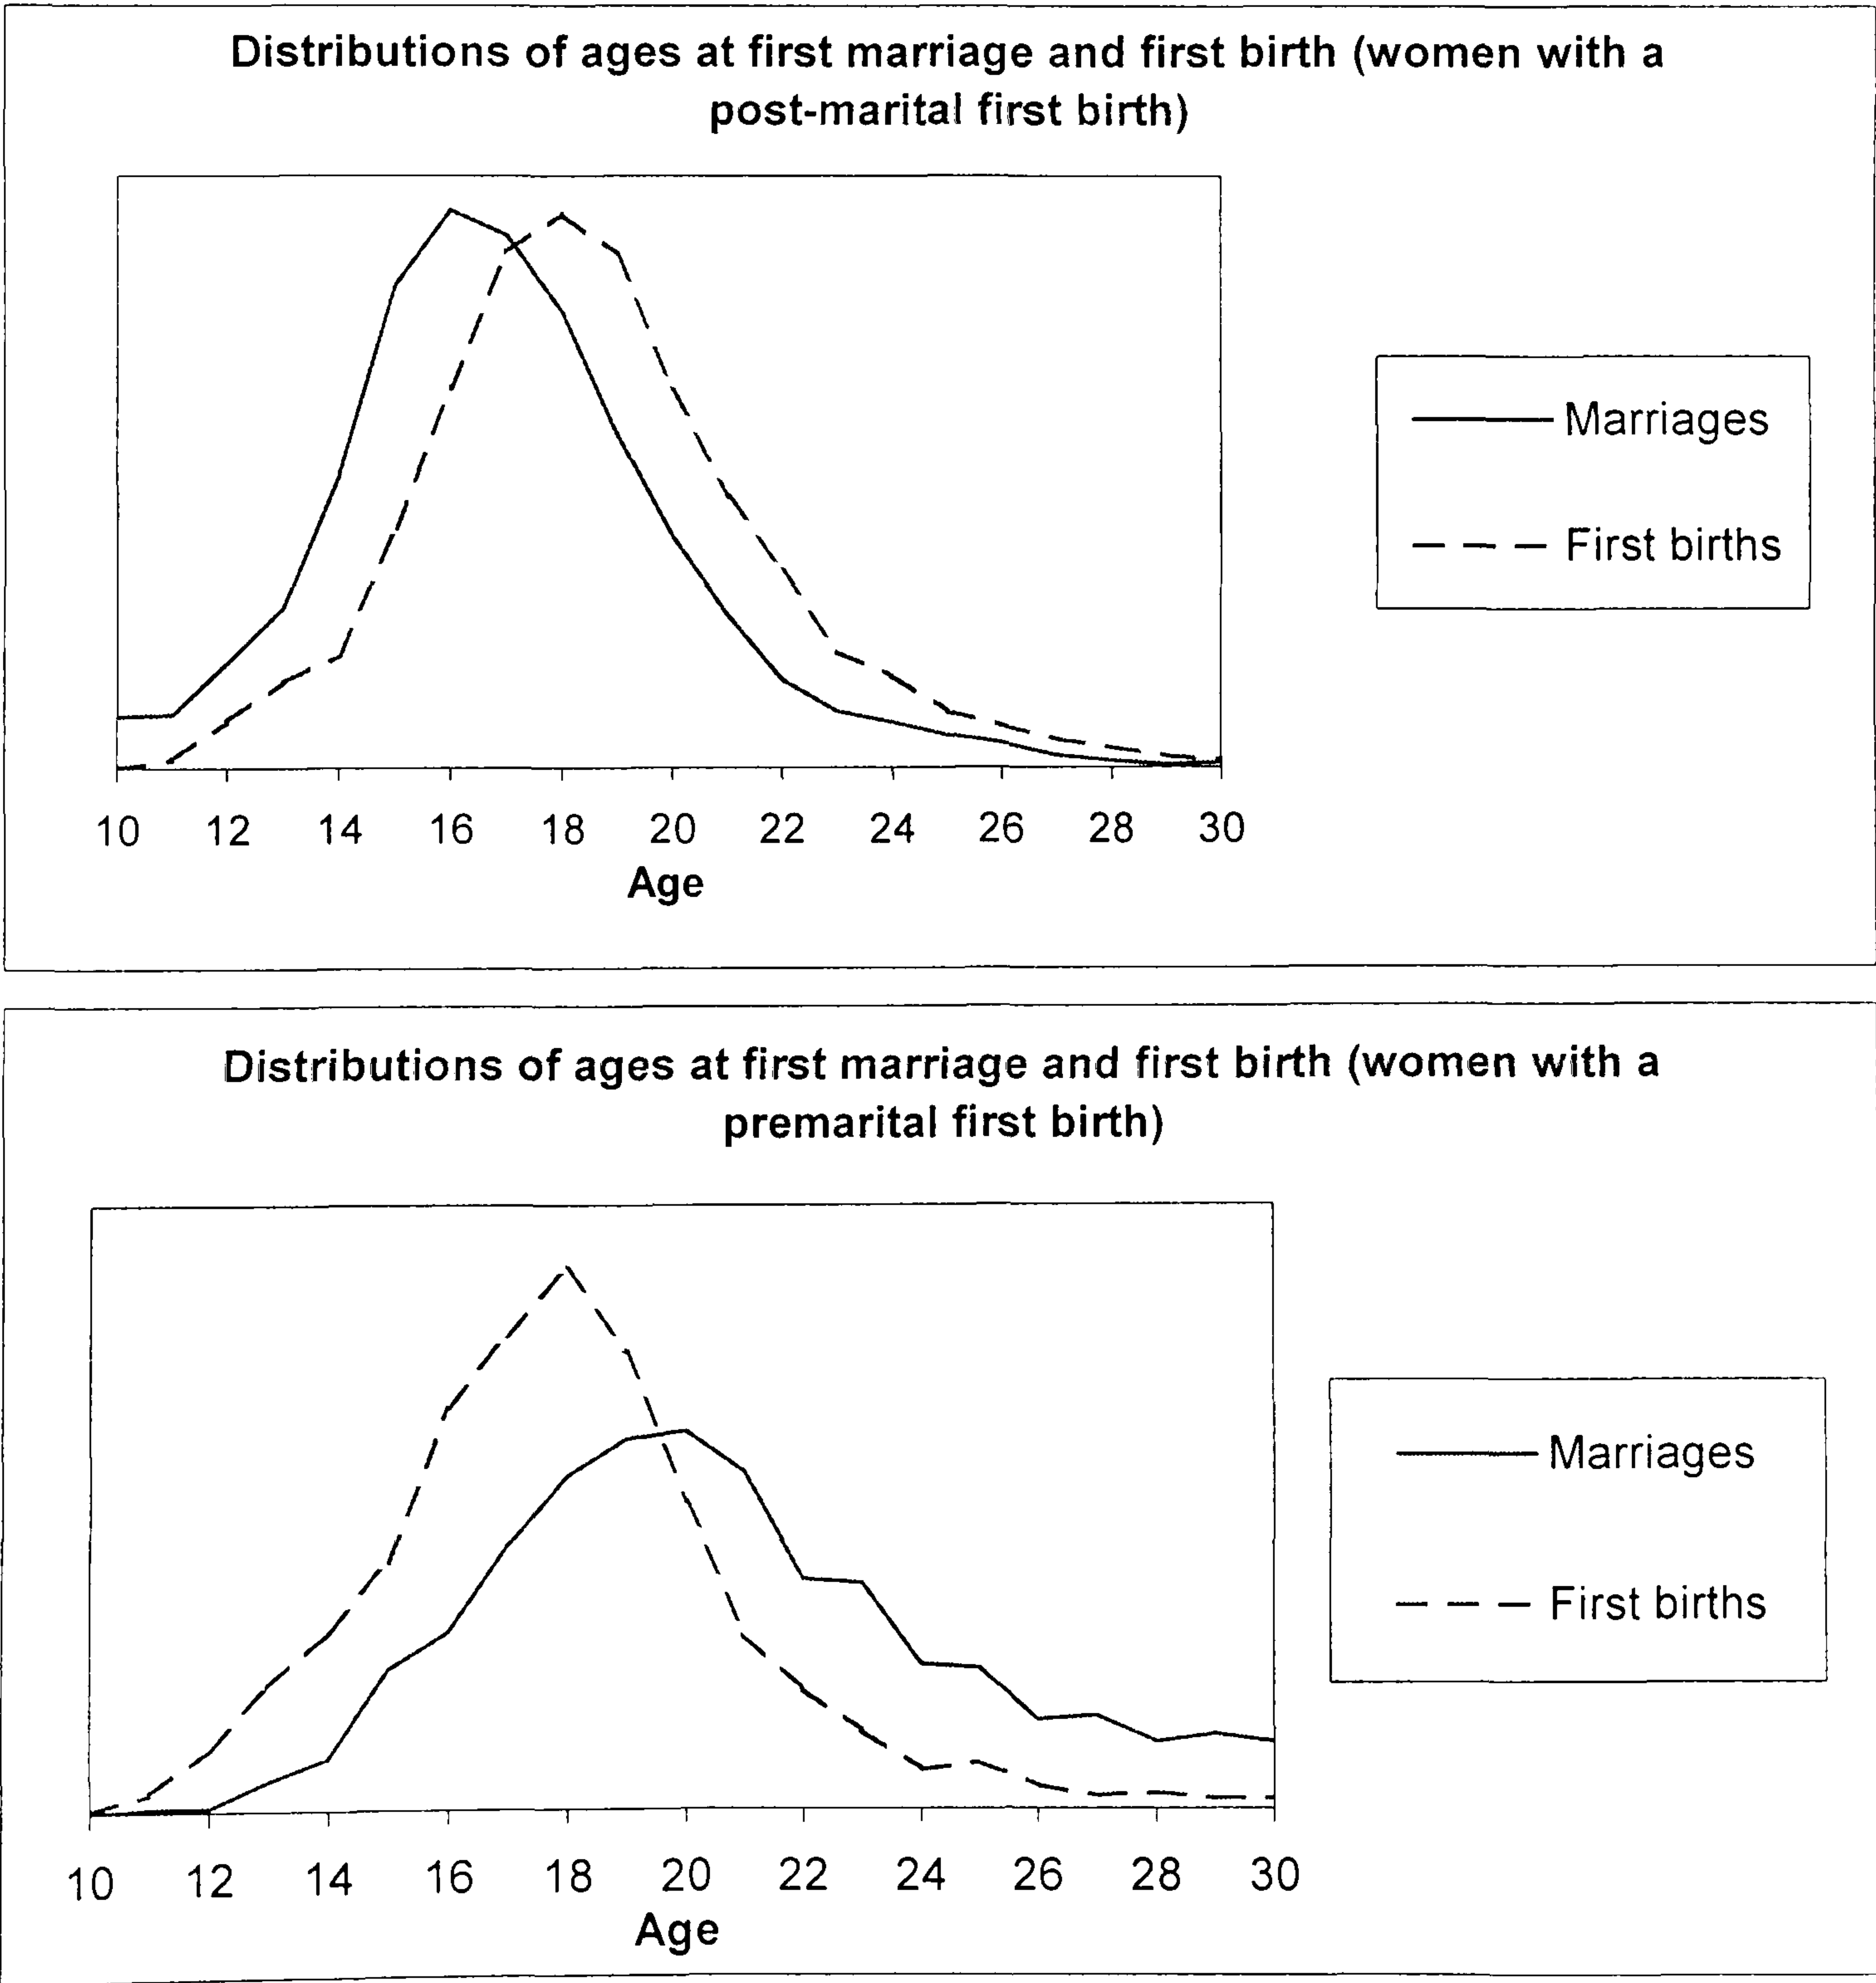 Distributions of ages at first marriage and first birth (women with a
post-marital first birth)
Marriages
First births
10 12 14 16 18 20 22 24 26 28 30
Age
Distributions of ages at first marriage and first birth (women with a
premarital first birth)
Marriages
First births
10 12 14 16 18 20 22 24 26 28 30
Age